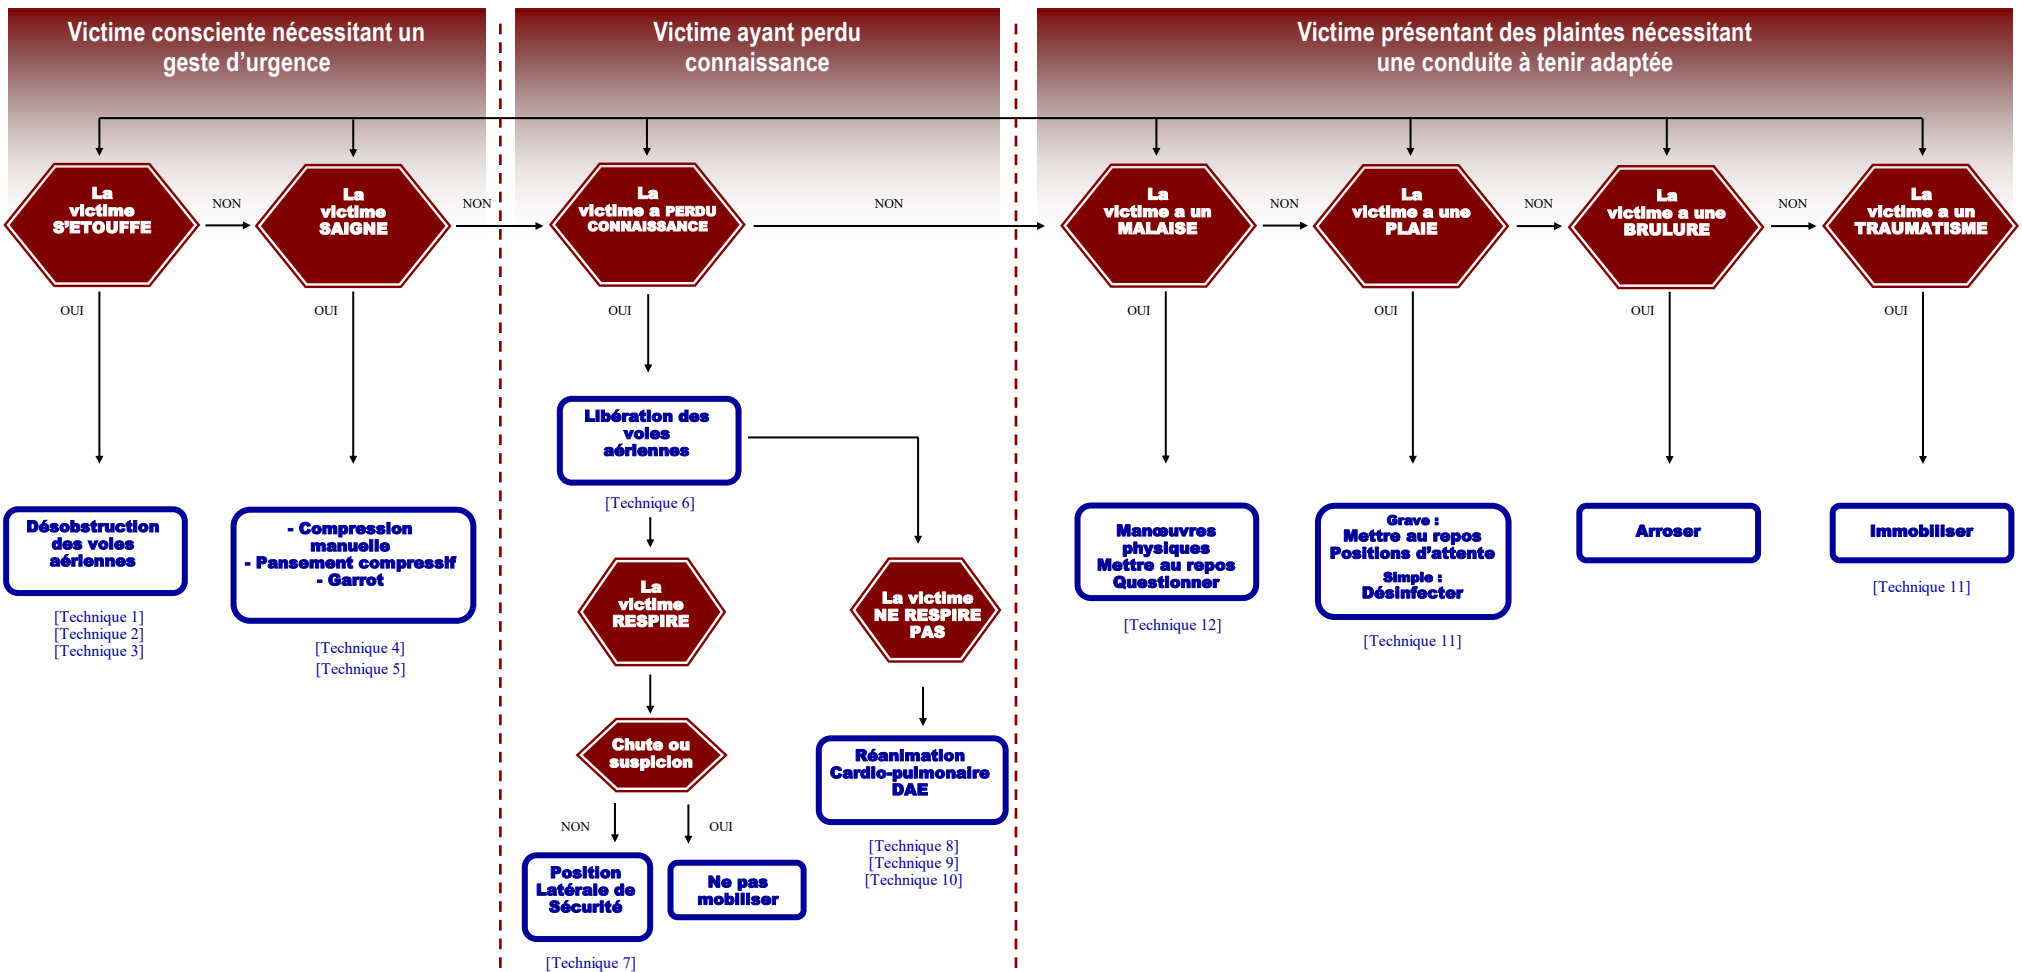 Victime consciente nécessitant un
geste d’urgence
Victime ayant perdu
connaissance
Victime présentant des plaintes nécessitant
une conduite à tenir adaptée
La
victime
S’ETOUFFE
NON
La
victime
SAIGNE
NON
La
victime a PERDU
CONNAISSANCE
NON
La
victime a un
MALAISE
NON
La
victime a une
PLAIE
NON
La
victime a une
BRULURE
NON
La
victime a un
TRAUMATISME
OUI
OUI
OUI
OUI
OUI
OUI
OUI
Désobstruction
des voies
aériennes
[Technique 1]
[Technique 2]
[Technique 3]
- Compression
manuelle
- Pansement compressif
- Garrot
[Technique 4]
[Technique 5]
Libération des
voies
aériennes
[Technique 6]
La
victime
RESPIRE
La victime
NE RESPIRE
PAS
Chute ou
suspicion
NON
OUI
Position
Latérale de
Sécurité
[Technique 7]
Ne pas
mobiliser
Réanimation
Cardio-pulmonaire
DAE
[Technique 8]
[Technique 9]
[Technique 10]
Manœuvres
physiques
Mettre au repos
Questionner
[Technique 12]
Grave :
Mettre au repos
Positions d’attente
Simple :
Désinfecter
[Technique 11]
Arroser
Immobiliser
[Technique 11]